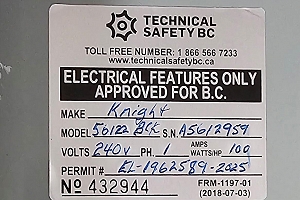 TECHNICAL
SAFETY BC
TOLL FREE NUMBER: 1 866 566 7233
www.technicalsafetybc.ca
ELECTRICAL FEATURES ONLY
APPROVED FOR B.C.
MAKE Knight
MODEL 56122 BCK S.N. A5612959
VOLTS 240V PH. 1 AMPS WATTS/HP 100
PERMIT # EL-1962589-2025
No 432944 FRM-1197-01
(2018-07-03)